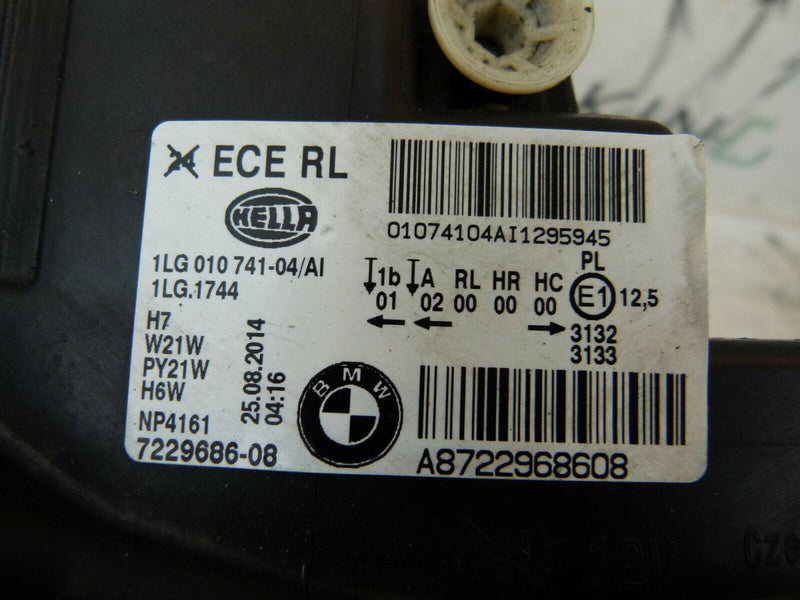 24 ECE RL
HELLA
01074104AI1295945
1LG 010 741-04/AI
1LG.1744
1b A RL HR HC PL
01 02 00 00 00 E1 12,5
3132
3133
H7
W21W
PY21W
H6W
25.08.2014
04:16
BMW
NP4161
7229686-08
A8722968608